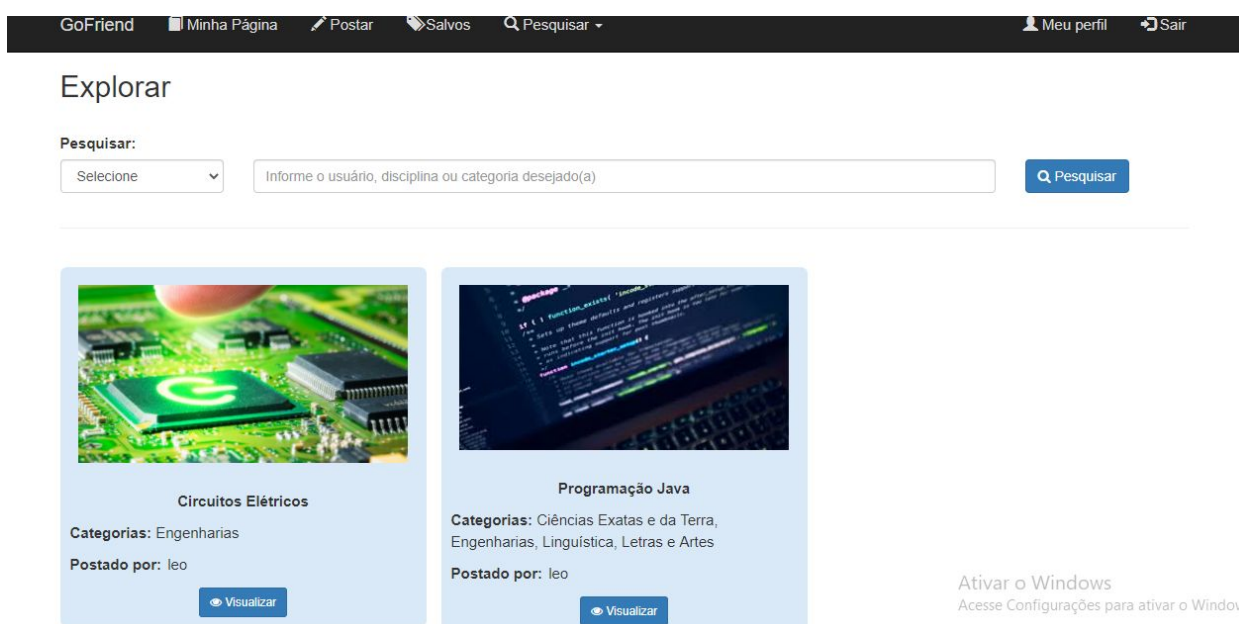 GoFriend Minha Página Postar Salvos Pesquisar Meu perfil Sair
Explorar
Pesquisar:
Selecione Informe o usuário, disciplina ou categoria desejado(a) Pesquisar
Circuitos Elétricos
Categorias: Engenharias
Postado por: leo
Visualizar
Programação Java
Categorias: Ciências Exatas e da Terra,
Engenharias, Linguística, Letras e Artes
Postado por: leo
Visualizar
Ativar o Windows
Acesse Configurações para ativar o Window